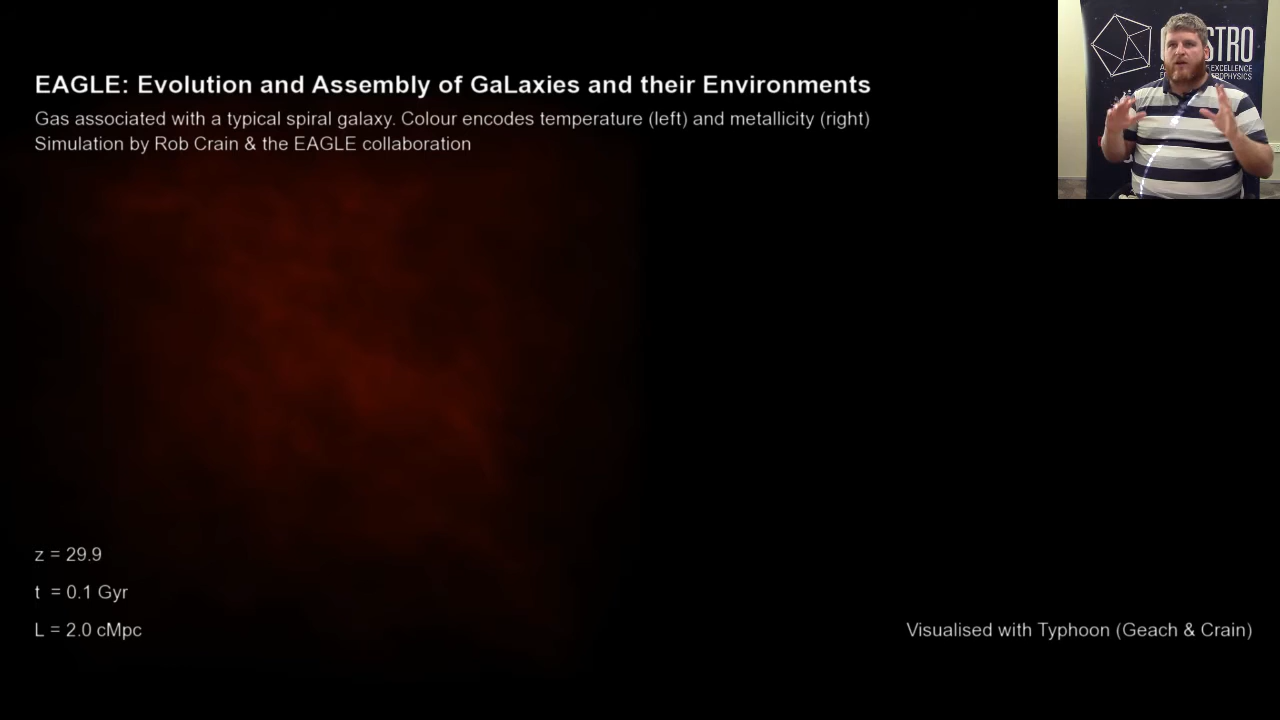 EAGLE: Evolution and Assembly of GaLaxies and their Environments
Gas associated with a typical spiral galaxy. Colour encodes temperature (left) and metallicity (right)
Simulation by Rob Crain & the EAGLE collaboration
z = 29.9
t = 0.1 Gyr
L = 2.0 cMpc
Visualised with Typhoon (Geach & Crain)
STRO
EXCELLENCE